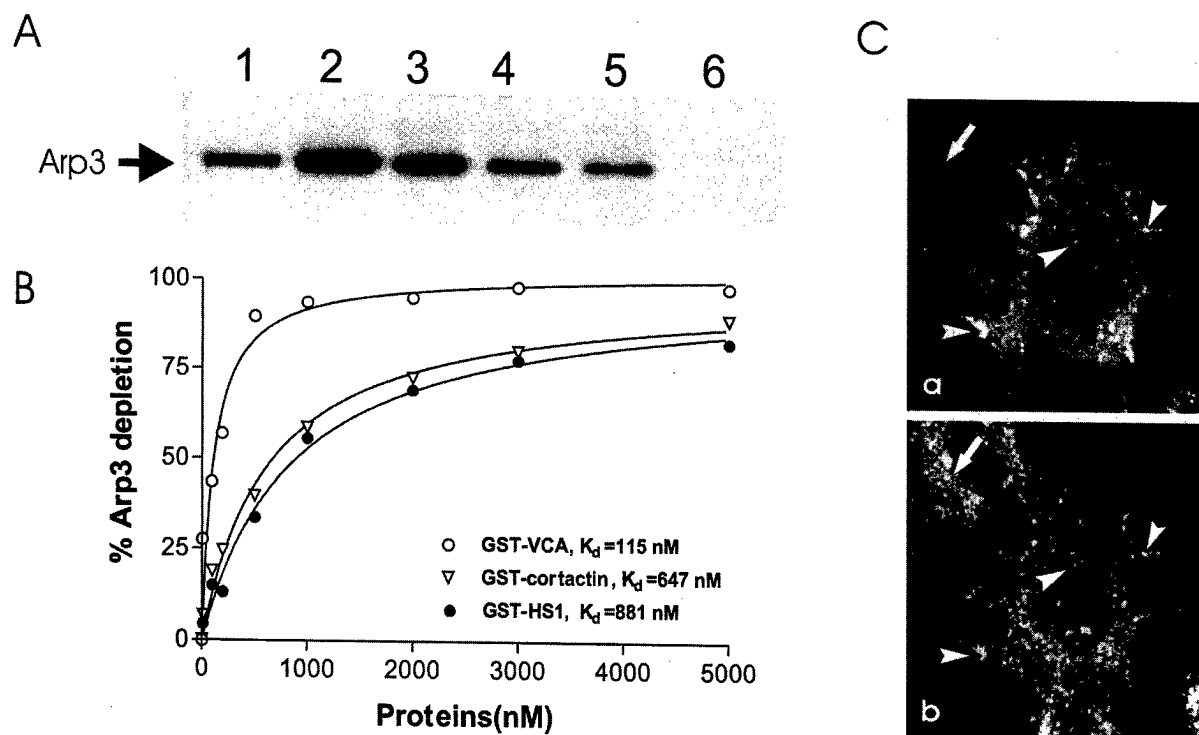 A
1 2 3 4 5 6
Arp3
B
% Arp3 depletion
100
75
50
25
0
GST-VCA, Kd=115 nM
GST-cortactin, Kd=647 nM
GST-HS1, Kd=881 nM
0 1000 2000 3000 4000 5000
Proteins(nM)
C
a
b